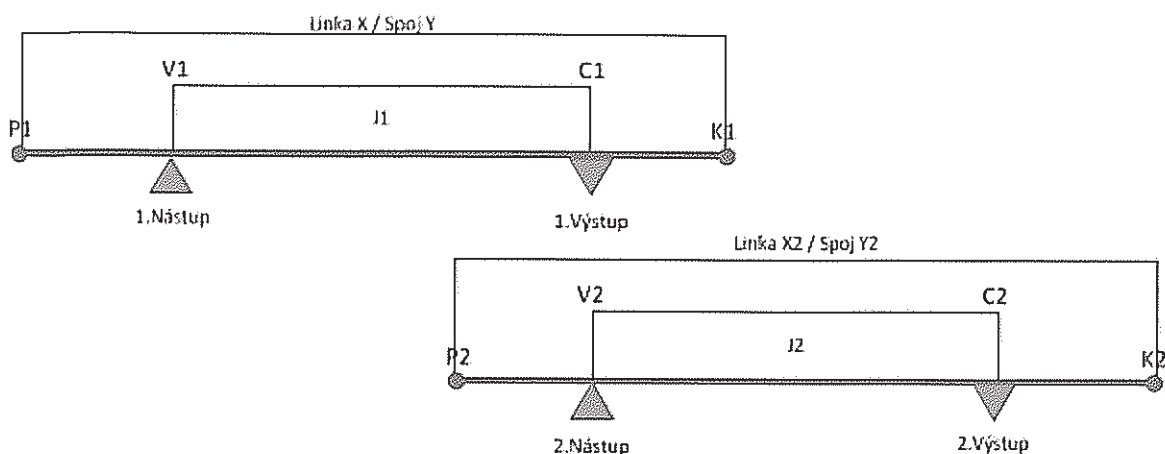 Linka X / Spoj Y
V1
C1
J1
P1
K1
1.Nástup
1.Výstup
Linka X2 / Spoj Y2
V2
C2
J2
P2
K2
2.Nástup
2.Výstup